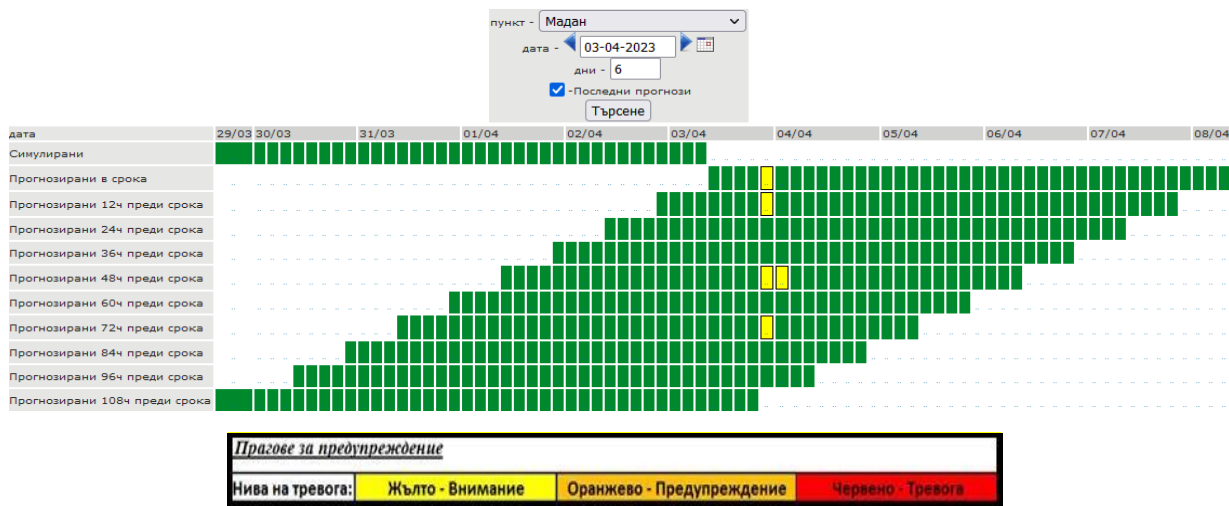 пункт - Мадан
дата - 03-04-2023
дни - 6
-Последни прогнози
Търсене
дата 29/03 30/03 31/03 01/04 02/04 03/04 04/04 05/04 06/04 07/04 08/04
Симулирани
Прогнозирани в срока
Прогнозирани 12ч преди срока
Прогнозирани 24ч преди срока
Прогнозирани 36ч преди срока
Прогнозирани 48ч преди срока
Прогнозирани 60ч преди срока
Прогнозирани 72ч преди срока
Прогнозирани 84ч преди срока
Прогнозирани 96ч преди срока
Прогнозирани 108ч преди срока
Прагове за предупреждение
Нива на тревога: Жълто - Внимание Оранжево - Предупреждение Червено - Тревога